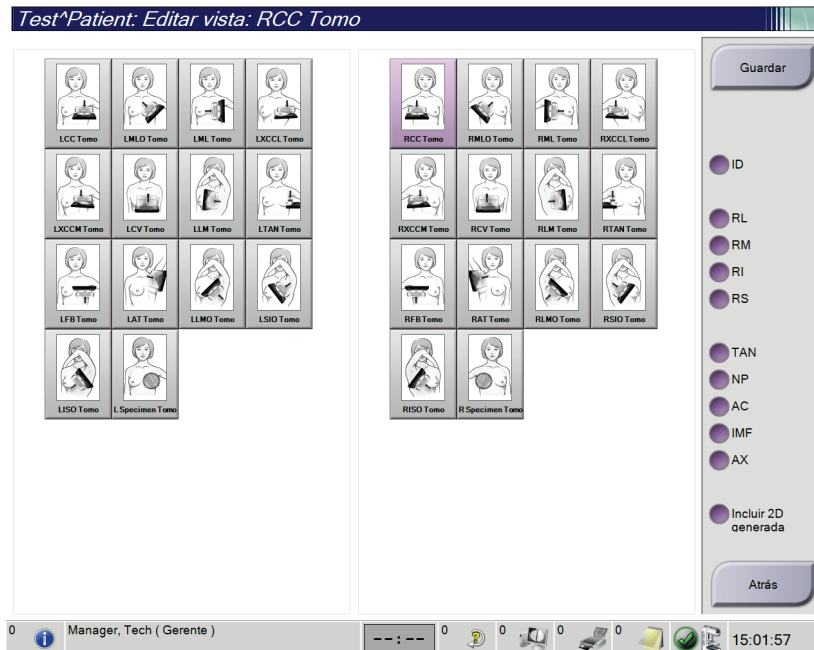 Test^Patient: Editar vista: RCC Tomo
LCC Tomo
LMLO Tomo
LML Tomo
LXCCL Tomo
LXCCM Tomo
LCV Tomo
LLM Tomo
LTAN Tomo
LFB Tomo
LAT Tomo
LLMO Tomo
LSIO Tomo
LISO Tomo
L Specimen Tomo
RCC Tomo
RMLO Tomo
RML Tomo
RXCCL Tomo
RXCCM Tomo
RCV Tomo
RLM Tomo
RTAN Tomo
RFB Tomo
RAT Tomo
RLMO Tomo
RSIO Tomo
RISO Tomo
R Specimen Tomo
Guardar
ID
RL
RM
RI
RS
TAN
NP
AC
IMF
AX
Incluir 2D
generada
Atrás
0
Manager, Tech ( Gerente )
--:--
0
0
0
0
15:01:57